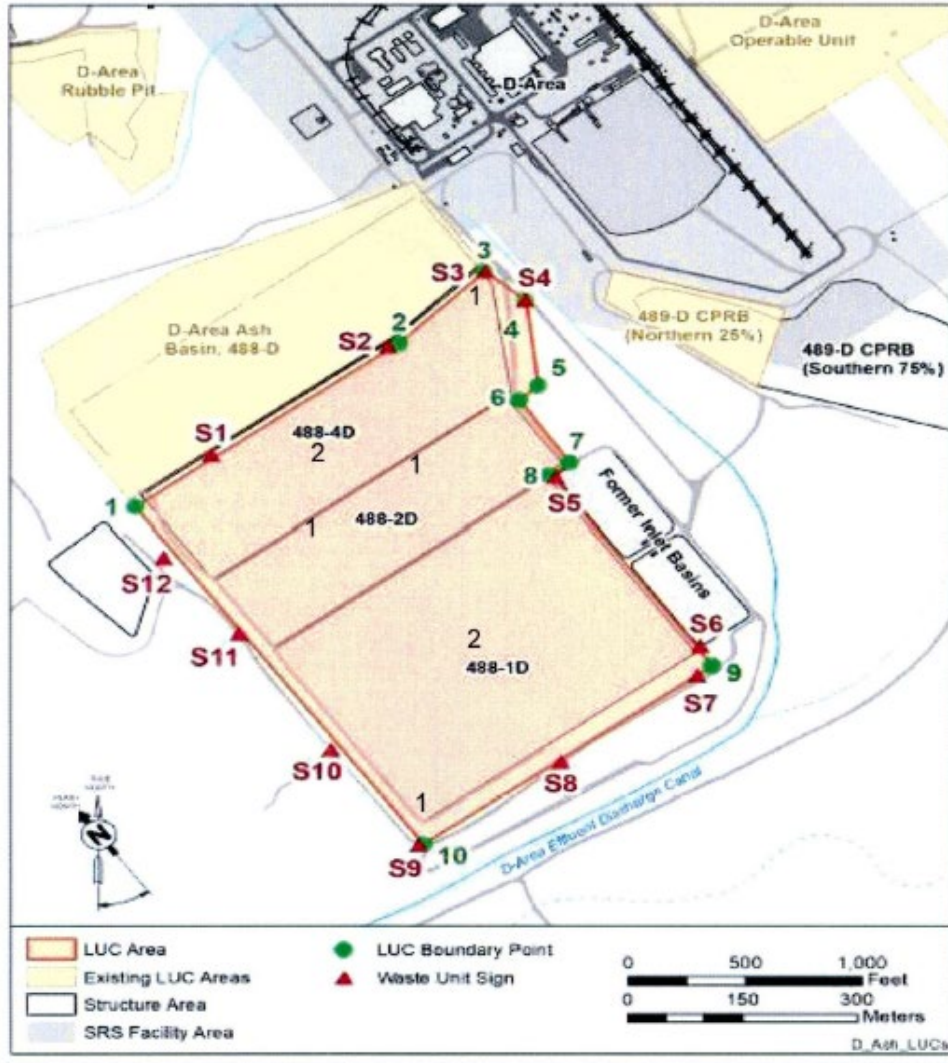 D-Area
Operable Unit
D-Area
Rubble Pit
D-Area
3
S3
S4
1
4
489-D CPRB
(Northern 25%)
D-Area Ash
Basin, 488-D
2
S2
489-D CPRB
(Southern 75%)
5
6
488-4D
S1
2
1
7
8
S5
Former Inlet Basins
1
488-2D
1
S12
S11
2
S6
488-1D
9
S7
S10
S8
1
D-Area Effluent Discharge Canal
S9
10
N
LUC Area
LUC Boundary Point
Existing LUC Areas
Waste Unit Sign
Structure Area
SRS Facility Area
0 500 1,000
Feet
0 150 300
Meters
D_Ash_LUCs